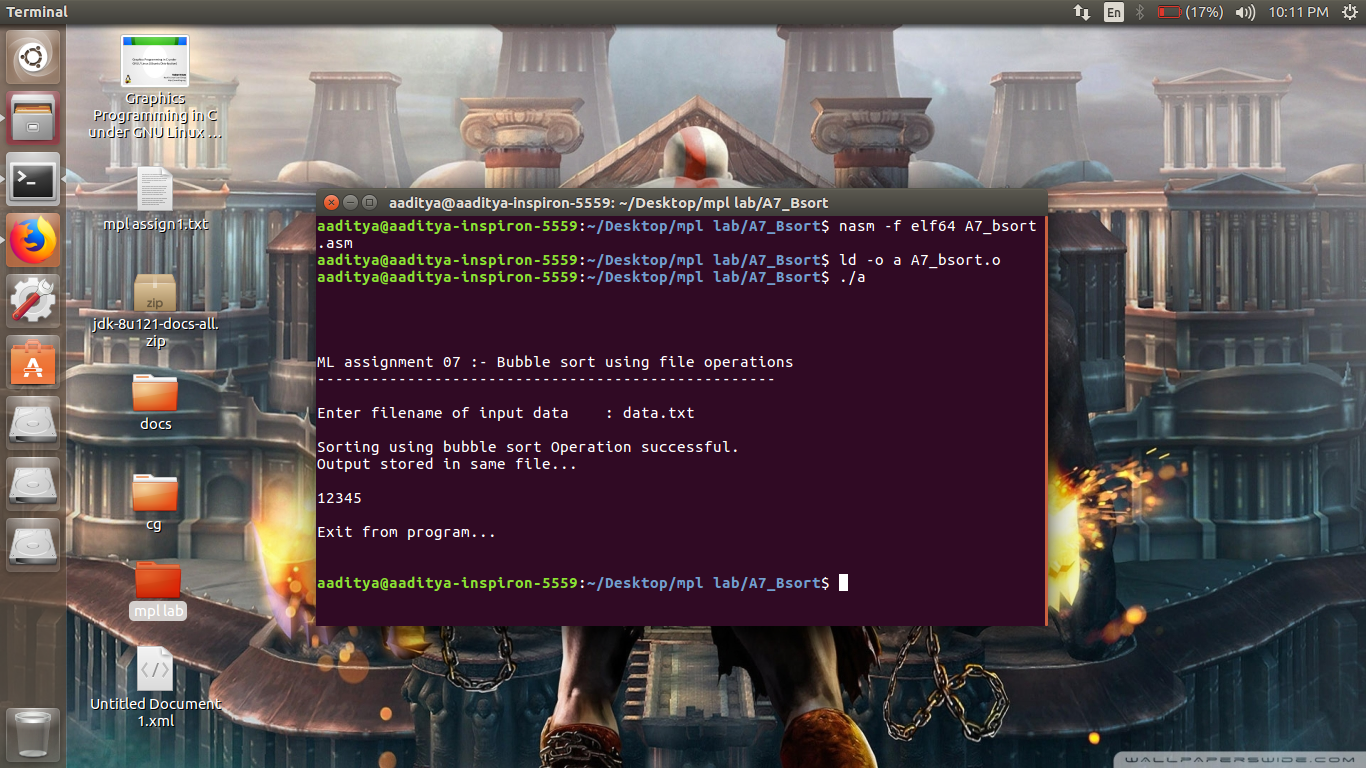 Terminal
En
(17%)
10:11 PM
Graphics
Programming in C
under GNU Linux ...
mpl assign1.txt
zip
jdk-8u121-docs-all.
zip
docs
cg
mpl lab
Untitled Document
1.xml
aaditya@aaditya-inspiron-5559: ~/Desktop/mpl lab/A7_Bsort
aaditya@aaditya-inspiron-5559:~/Desktop/mpl lab/A7_Bsort$ nasm -f elf64 A7_bsort
.asm
aaditya@aaditya-inspiron-5559:~/Desktop/mpl lab/A7_Bsort$ ld -o a A7_bsort.o
aaditya@aaditya-inspiron-5559:~/Desktop/mpl lab/A7_Bsort$ ./a
ML assignment 07 :- Bubble sort using file operations
---------------------------------------------------
Enter filename of input data    : data.txt
Sorting using bubble sort Operation successful.
Output stored in same file...
12345
Exit from program...
aaditya@aaditya-inspiron-5559:~/Desktop/mpl lab/A7_Bsort$
WALLPAPERSWIDE.COM